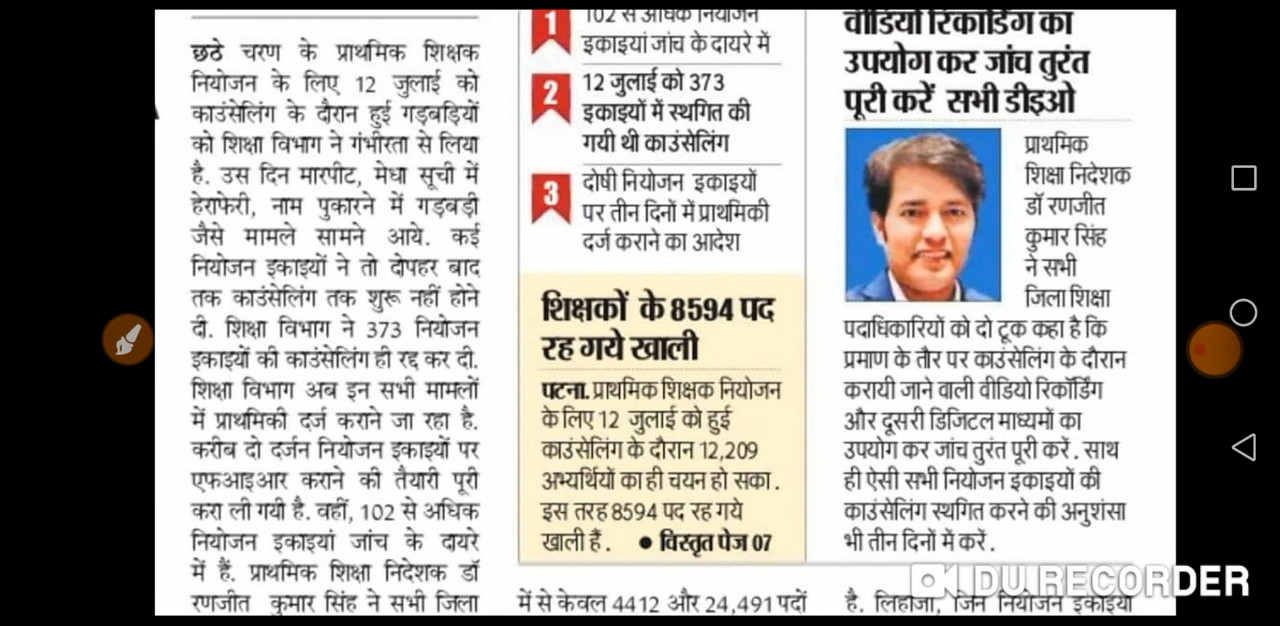 छठे चरण के प्राथमिक शिक्षक
नियोजन के लिए 12 जुलाई को
काउंसेलिंग के दौरान हुई गड़बड़ियों
को शिक्षा विभाग ने गंभीरता से लिया
है. उस दिन मारपीट, मेधा सूची में
हेराफेरी, नाम पुकारने में गड़बड़ी
जैसे मामले सामने आये. कई
नियोजन इकाइयों ने तो दोपहर बाद
तक काउंसेलिंग तक शुरू नहीं होने
दी. शिक्षा विभाग ने 373 नियोजन
इकाइयों की काउंसेलिंग ही रद्द कर दी.
शिक्षा विभाग अब इन सभी मामलों
में प्राथमिकी दर्ज कराने जा रहा है.
करीब दो दर्जन नियोजन इकाइयों पर
एफआइआर कराने की तैयारी पूरी
करा ली गयी है. वहीं, 102 से अधिक
नियोजन इकाइयां जांच के दायरे
में हैं. प्राथमिक शिक्षा निदेशक डॉ
रणजीत कुमार सिंह ने सभी जिला
1 102 से अधिक नियोजन
इकाइयां जांच के दायरे में
2 12 जुलाई को 373
इकाइयों में स्थगित की
गयी थी काउंसेलिंग
3 दोषी नियोजन इकाइयों
पर तीन दिनों में प्राथमिकी
दर्ज कराने का आदेश
शिक्षकों के 8594 पद
रह गये खाली
पटना. प्राथमिक शिक्षक नियोजन
के लिए 12 जुलाई को हुई
काउंसेलिंग के दौरान 12,209
अभ्यर्थियों का ही चयन हो सका.
इस तरह 8594 पद रह गये
खाली हैं. ● विस्तृत पेज 07
में से केवल 4412 और 24,491 पदों
वीडियो रिकार्डिंग का
उपयोग कर जांच तुरंत
पूरी करें सभी डीइओ
प्राथमिक
शिक्षा निदेशक
डॉ रणजीत
कुमार सिंह
ने सभी
जिला शिक्षा
पदाधिकारियों को दो टूक कहा है कि
प्रमाण के तौर पर काउंसेलिंग के दौरान
करायी जाने वाली वीडियो रिकॉर्डिंग
और दूसरी डिजिटल माध्यमों का
उपयोग कर जांच तुरंत पूरी करें. साथ
ही ऐसी सभी नियोजन इकाइयों की
काउंसेलिंग स्थगित करने की अनुशंसा
भी तीन दिनों में करें.
है. लिहाजा, जिन नियोजन इकाइयों
DU RECORDER